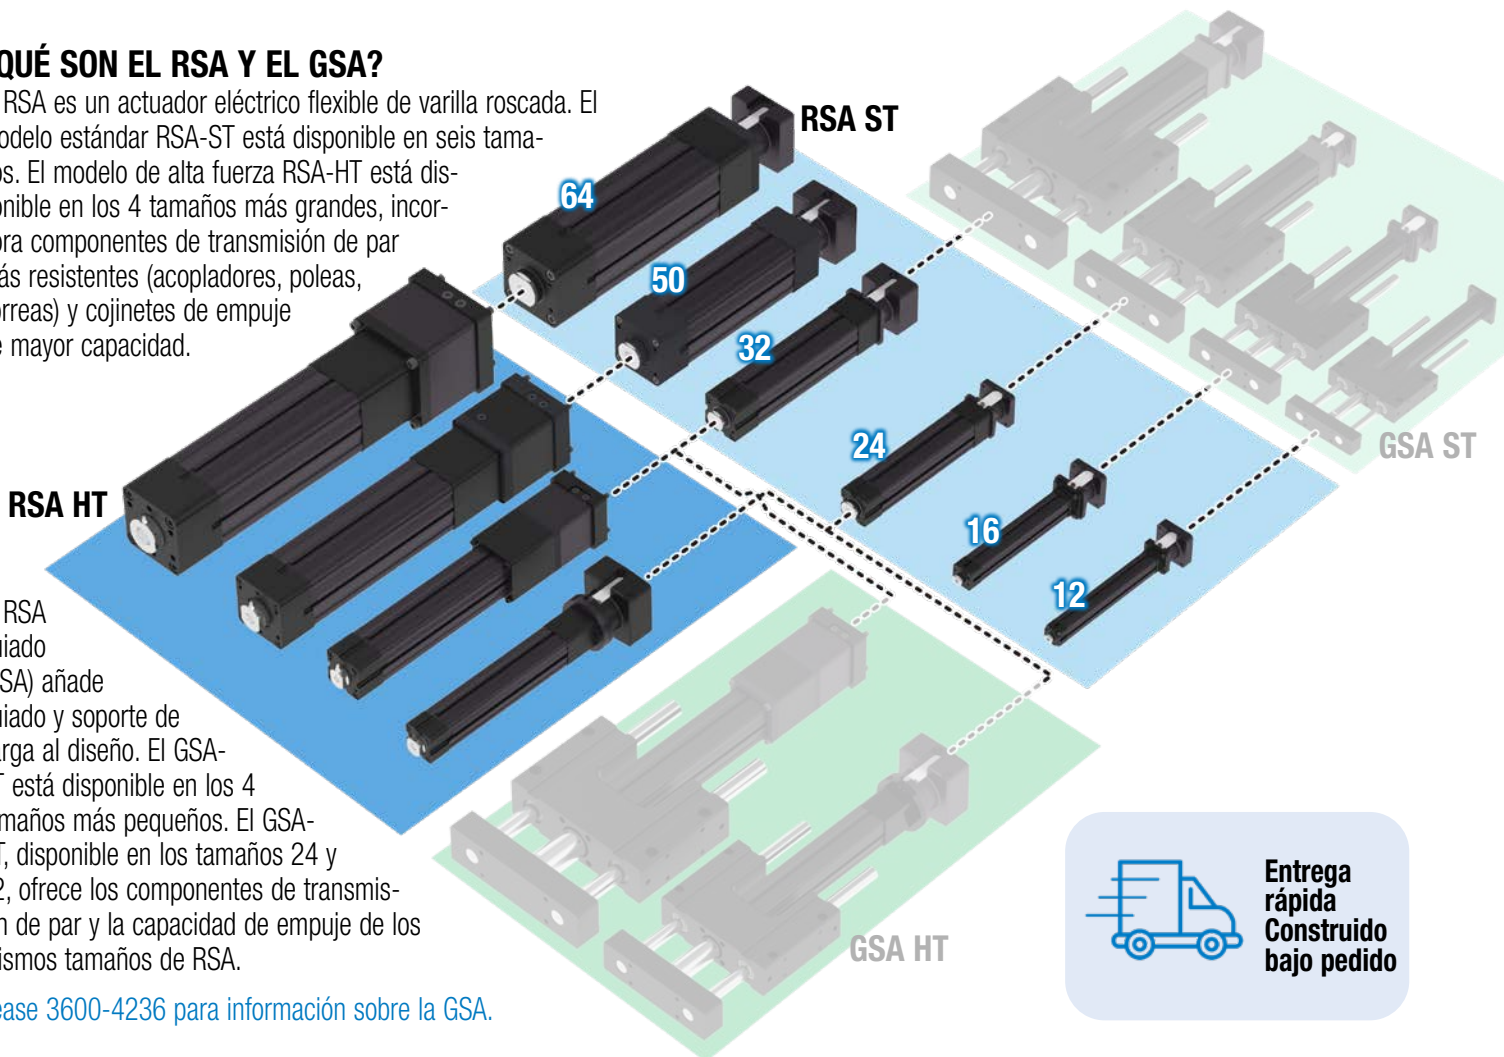 QUÉ SON EL RSA Y EL GSA?
RSA es un actuador eléctrico flexible de varilla roscada. El
odelo estándar RSA-ST está disponible en seis tama-
os. El modelo de alta fuerza RSA-HT está dis-
onible en los 4 tamaños más grandes, incor-
ora componentes de transmisión de par
ás resistentes (acopladores, poleas,
orreas) y cojinetes de empuje
e mayor capacidad.
RSA ST
64
50
32
24
16
12
GSA ST
RSA HT
RSA
uiado
SA) añade
uiado y soporte de
arga al diseño. El GSA-
T está disponible en los 4
maños más pequeños. El GSA-
T, disponible en los tamaños 24 y
2, ofrece los componentes de transmis-
n de par y la capacidad de empuje de los
ismos tamaños de RSA.
ease 3600-4236 para información sobre la GSA.
GSA HT
Entrega
rápida
Construido
bajo pedido